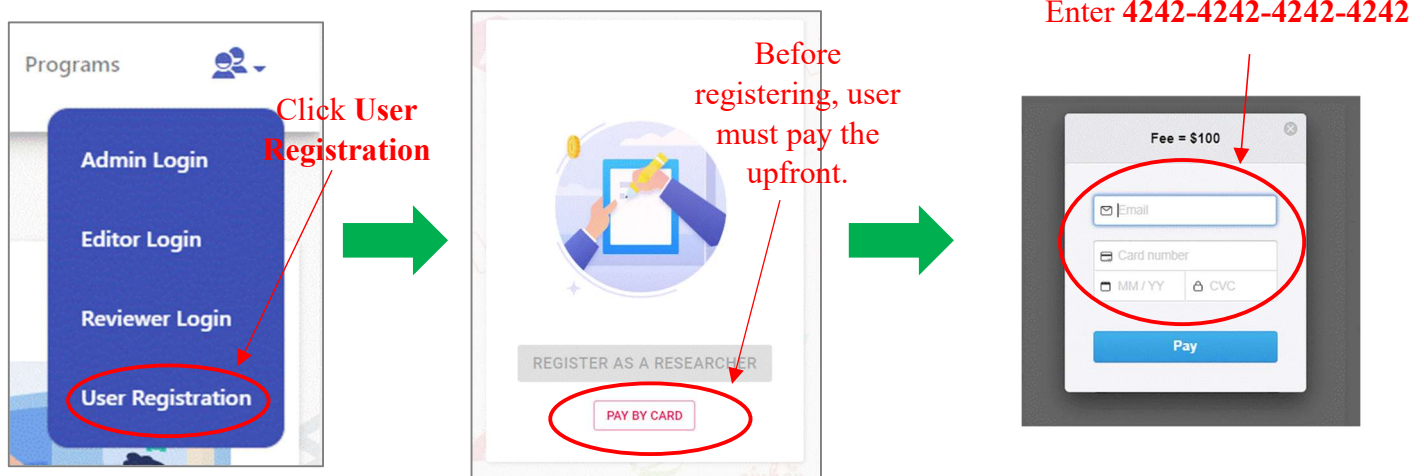 Programs
Admin Login
Editor Login
Reviewer Login
User Registration
Click User
Registration
Before
registering, user
must pay the
upfront.
REGISTER AS A RESEARCHER
PAY BY CARD
Enter 4242-4242-4242-4242
Fee = $100
Email
Card number
MM / YY CVC
Pay